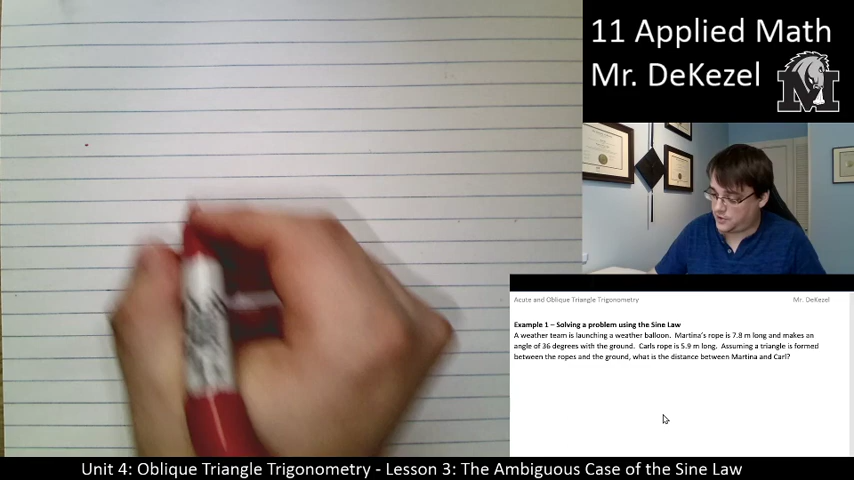 11 Applied Math
Mr. DeKezel
M
Acute and Oblique Triangle Trigonometry
Mr. DeKezel
Example 1 – Solving a problem using the Sine Law
A weather team is launching a weather balloon. Martina's rope is 7.8 m long and makes an
angle of 36 degrees with the ground. Carls rope is 5.9 m long. Assuming a triangle is formed
between the ropes and the ground, what is the distance between Martina and Carl?
Unit 4: Oblique Triangle Trigonometry - Lesson 3: The Ambiguous Case of the Sine Law